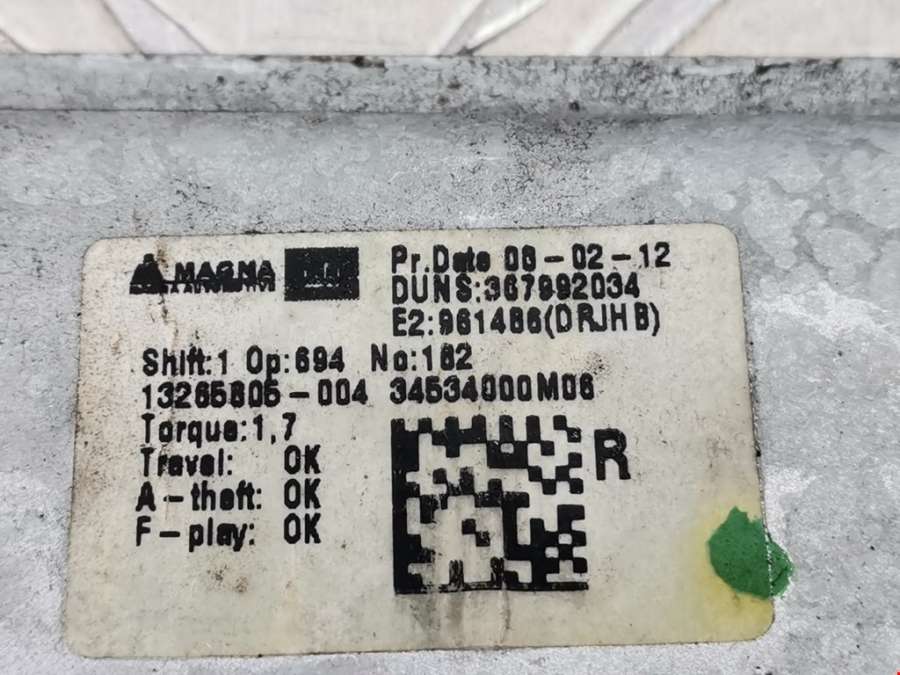 MAGNA
Pr.Date 08-02-12
DUNS:367992034
E2:961486(DRJHB)
Shift:1 Op:694 No:162
13265805-004 34534000M06
Torque:1,7
Travel: OK
A-theft: OK
F-play: OK
R